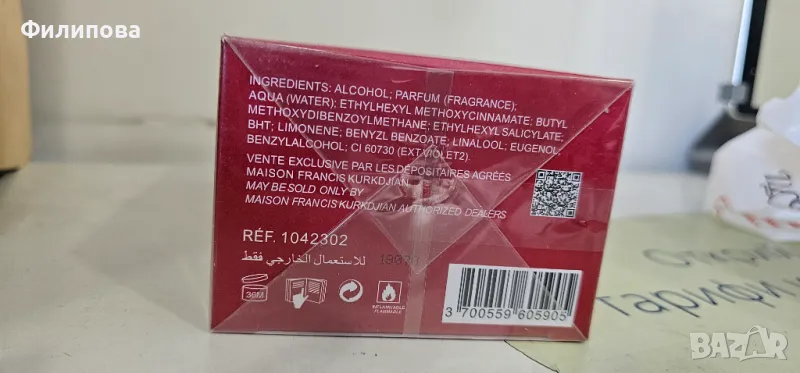 Филипова
INGREDIENTS: ALCOHOL; PARFUM (FRAGRANCE);
AQUA (WATER); ETHYLHEXYL METHOXYCINNAMATE; BUTYL
METHOXYDIBENZOYLMETHANE; ETHYLHEXYL SALICYLATE;
BHT; LIMONENE; BENZYL BENZOATE; LINALOOL; EUGENOL;
BENZYLALCOHOL; CI 60730 (EXT.VIOLET2).
VENTE EXCLUSIVE PAR LES DÉPOSITAIRES AGRÉÉS
MAISON FRANCIS KURKDJIAN
MAY BE SOLD ONLY BY
MAISON FRANCIS KURKDJIAN AUTHORIZED DEALERS
RÉF. 1042302
للاستعمال الخارجي فقط
36M
INFLAMMABLE
FLAMMABLE
3 700559 605905
BAZAR